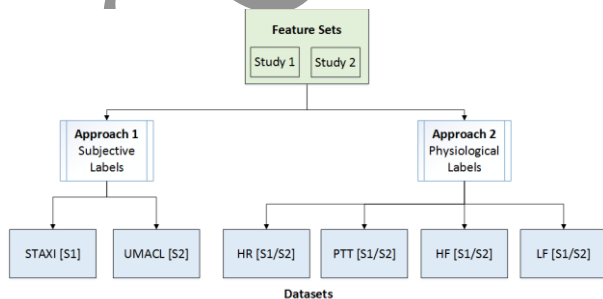 Feature Sets
Study 1
Study 2
Approach 1
Subjective
Labels
Approach 2
Physiological
Labels
STAXI [S1]
UMACL [S2]
HR [S1/S2]
PTT [S1/S2]
HF [S1/S2]
LF [S1/S2]
Datasets